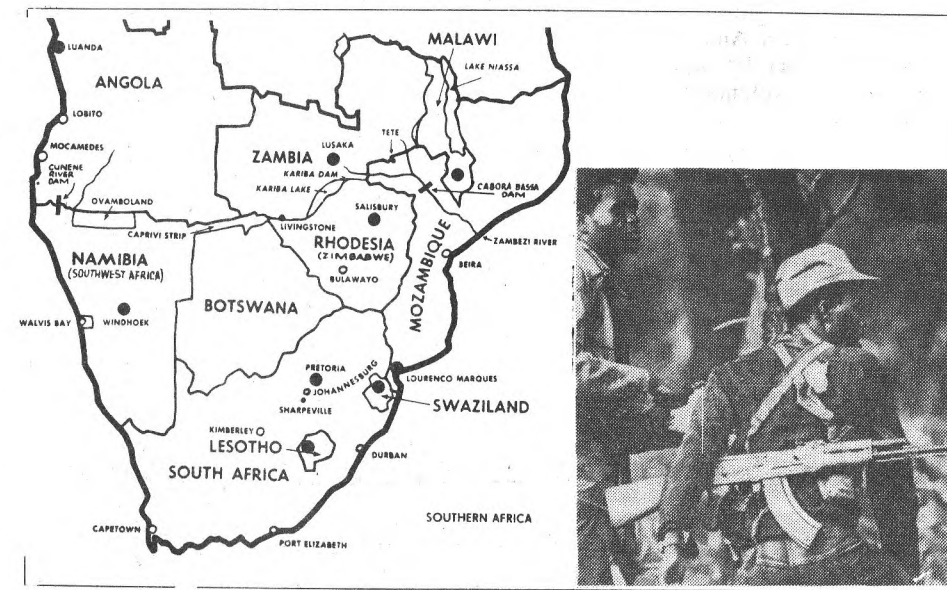 MALAWI
LAKE NIASSA
LUANDA
ANGOLA
LOBITO
TETE
LUSAKA
ZAMBIA
MOCAMEDES
KARIBA DAM
CUNENE
RIVER
DAM
KARIBA LAKE
CABORA BASSA
DAM
OVAMBOLAND
SALISBURY
CAPRIVI STRIP
LIVINGSTONE
ZAMBEZI RIVER
RHODESIA
(ZIMBABWE)
NAMIBIA
(SOUTHWEST AFRICA)
BEIRA
BULAWAYO
MOZAMBIQUE
BOTSWANA
WALVIS BAY
WINDHOEK
PRETORIA
JOHANNESBURG
LOURENCO MARQUES
SHARPEVILLE
SWAZILAND
KIMBERLEY
LESOTHO
DURBAN
SOUTH AFRICA
SOUTHERN AFRICA
CAPETOWN
PORT ELIZABETH